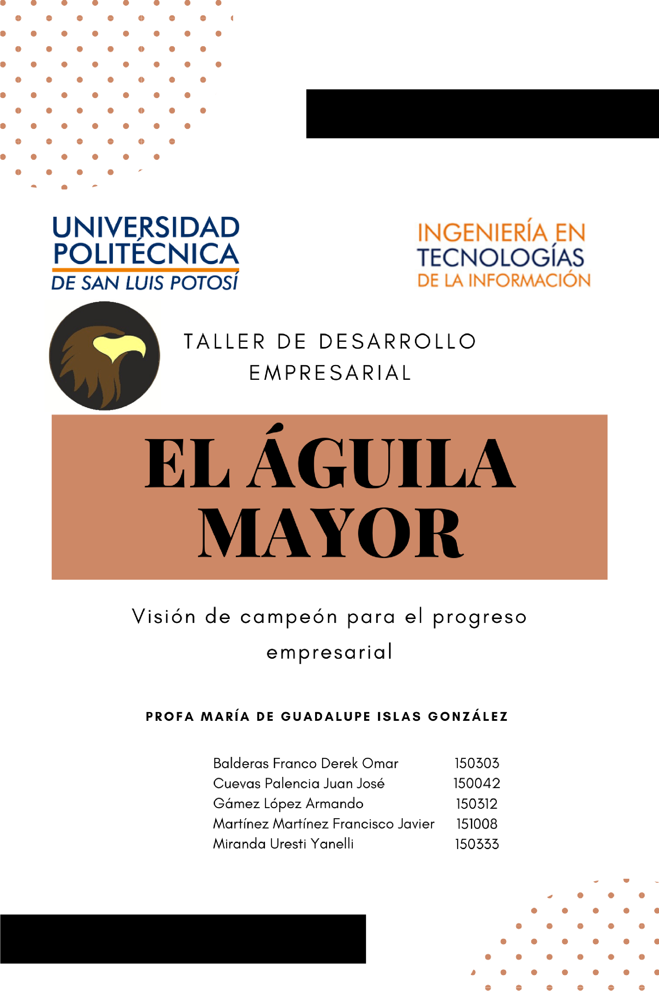 UNIVERSIDAD
POLITÉCNICA
DE SAN LUIS POTOSÍ
INGENIERÍA EN
TECNOLOGÍAS
DE LA INFORMACIÓN
TALLER DE DESARROLLO
EMPRESARIAL
EL ÁGUILA
MAYOR
Visión de campeón para el progreso
empresarial
PROFA MARÍA DE GUADALUPE ISLAS GONZÁLEZ
Balderas Franco Derek Omar 150303
Cuevas Palencia Juan José 150042
Gámez López Armando 150312
Martínez Martínez Francisco Javier 151008
Miranda Uresti Yanelli 150333